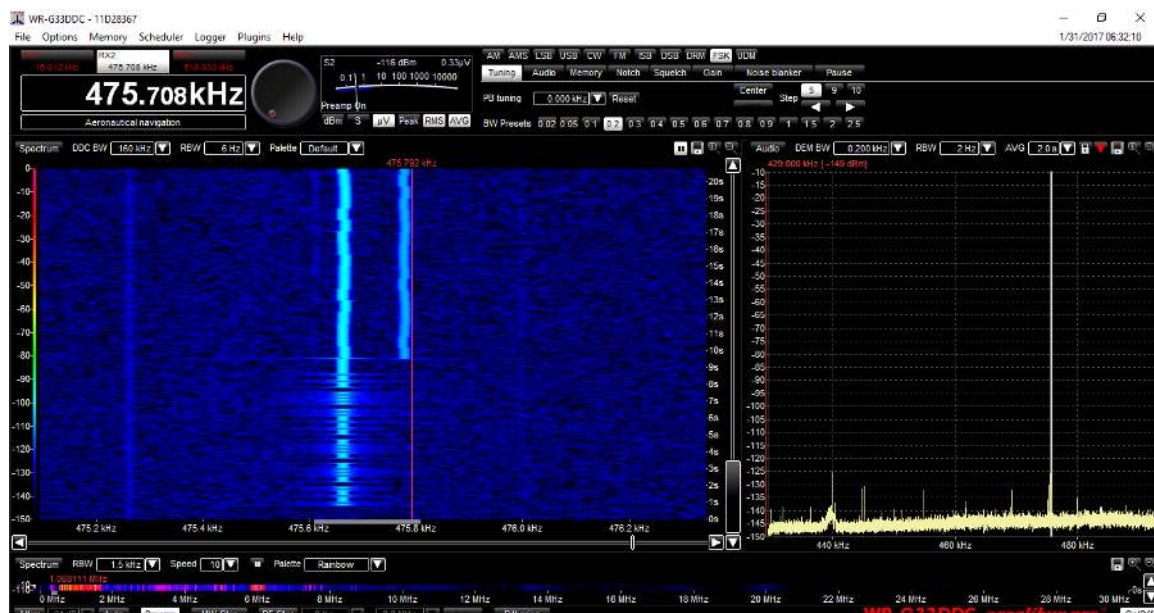 WR-G33DDC - 11D28367
File Options Memory Scheduler Logger Plugins Help
1/31/2017 06:32:10
RX2
475.708 kHz
475.708kHz
Aeronautical navigation
S2 -116 dBm 0.33µV
0.1 1 10 100 1000 10000
Preamp On
dBm S µV Peak RMS AVG
AM AMS LSB USB CW FM ISB DSB DRM FSK UDM
Tuning Audio Memory Notch Squelch Gain Noise blanker Pause
PB tuning 0.000 kHz Reset
Center Step 5 9 10
BW Presets 0.02 0.05 0.1 0.2 0.3 0.4 0.5 0.6 0.7 0.8 0.9 1 1.5 2 2.5
Spectrum DDC BW 160 kHz RBW 6 Hz Palette Default
475.792 kHz
0
-10
-20
-30
-40
-50
-60
-70
-80
-90
-100
-110
-120
-130
-140
-150
20s
19s
18s
17s
16s
15s
14s
13s
12s
11s
10s
9s
8s
7s
6s
5s
4s
3s
2s
1s
0s
475.2 kHz 475.4 kHz 475.6 kHz 475.8 kHz 476.0 kHz 476.2 kHz
Audio DEM BW 0.200 kHz RBW 2 Hz AVG 2.0 s
429.000 kHz (-149 dBm)
-10
-15
-20
-25
-30
-35
-40
-45
-50
-55
-60
-65
-70
-75
-80
-85
-90
-95
-100
-105
-110
-115
-120
-125
-130
-135
-140
-145
-150
440 kHz 460 kHz 480 kHz
Spectrum RBW 1.5 kHz Speed 10 Palette Rainbow
0 MHz 2 MHz 4 MHz 6 MHz 8 MHz 10 MHz 12 MHz 14 MHz 16 MHz 18 MHz 20 MHz 22 MHz 24 MHz 26 MHz 28 MHz 30 MHz